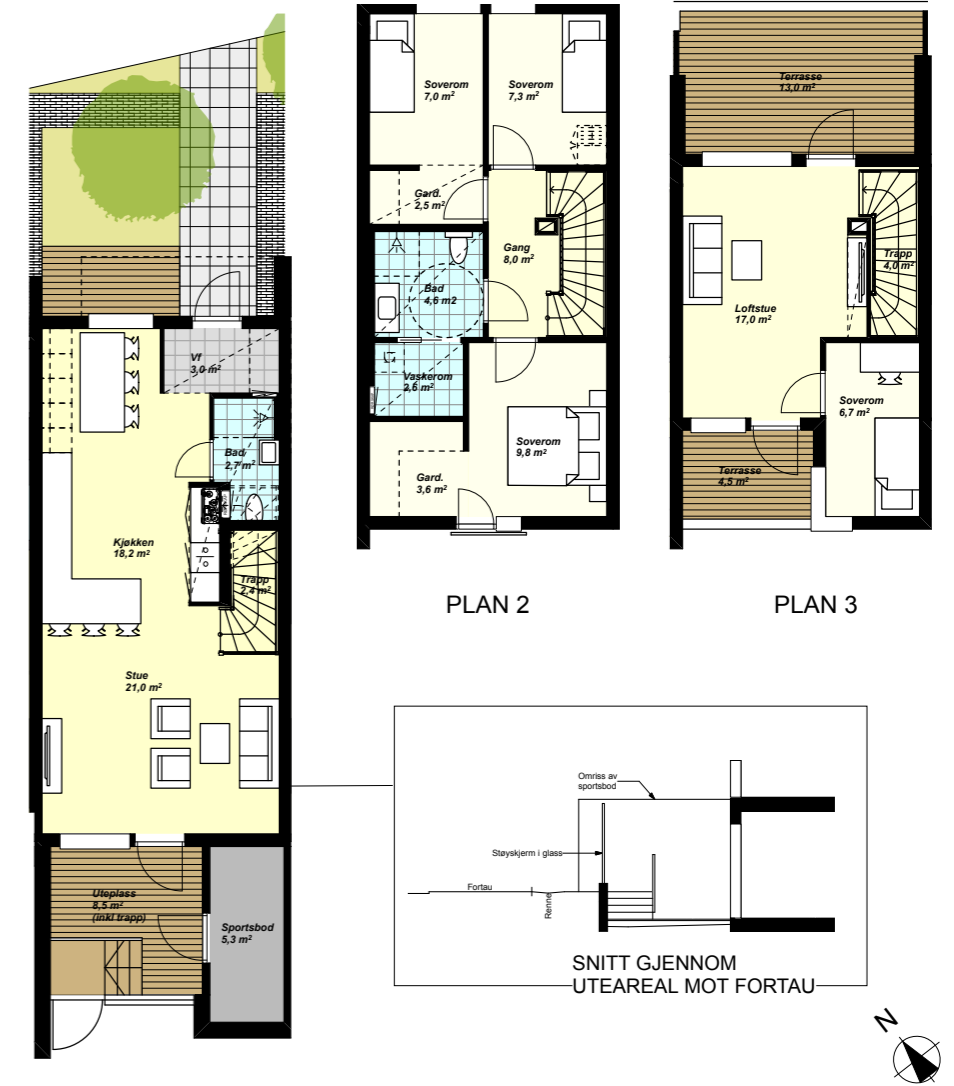 Soverom
7,0 m²
Soverom
7,3 m²
Gard.
2,5 m²
Gang
8,0 m²
Bad
4,6 m2
Vaskerom
2,6 m²
Soverom
9,8 m²
Gard.
3,6 m²
PLAN 2
Terrasse
13,0 m²
Trapp
4,0 m²
Loftstue
17,0 m²
Soverom
6,7 m²
Terrasse
4,5 m²
PLAN 3
Vf
3,0 m²
Bad
2,7 m²
Kjøkken
18,2 m²
Trapp
2,4 m²
Stue
21,0 m²
Uteplass
8,5 m²
(inkl trapp)
Sportsbod
5,3 m²
Omriss av
sportsbod
Støyskjerm i glass
Fortau
Renne
SNITT GJENNOM
UTEAREAL MOT FORTAU
N